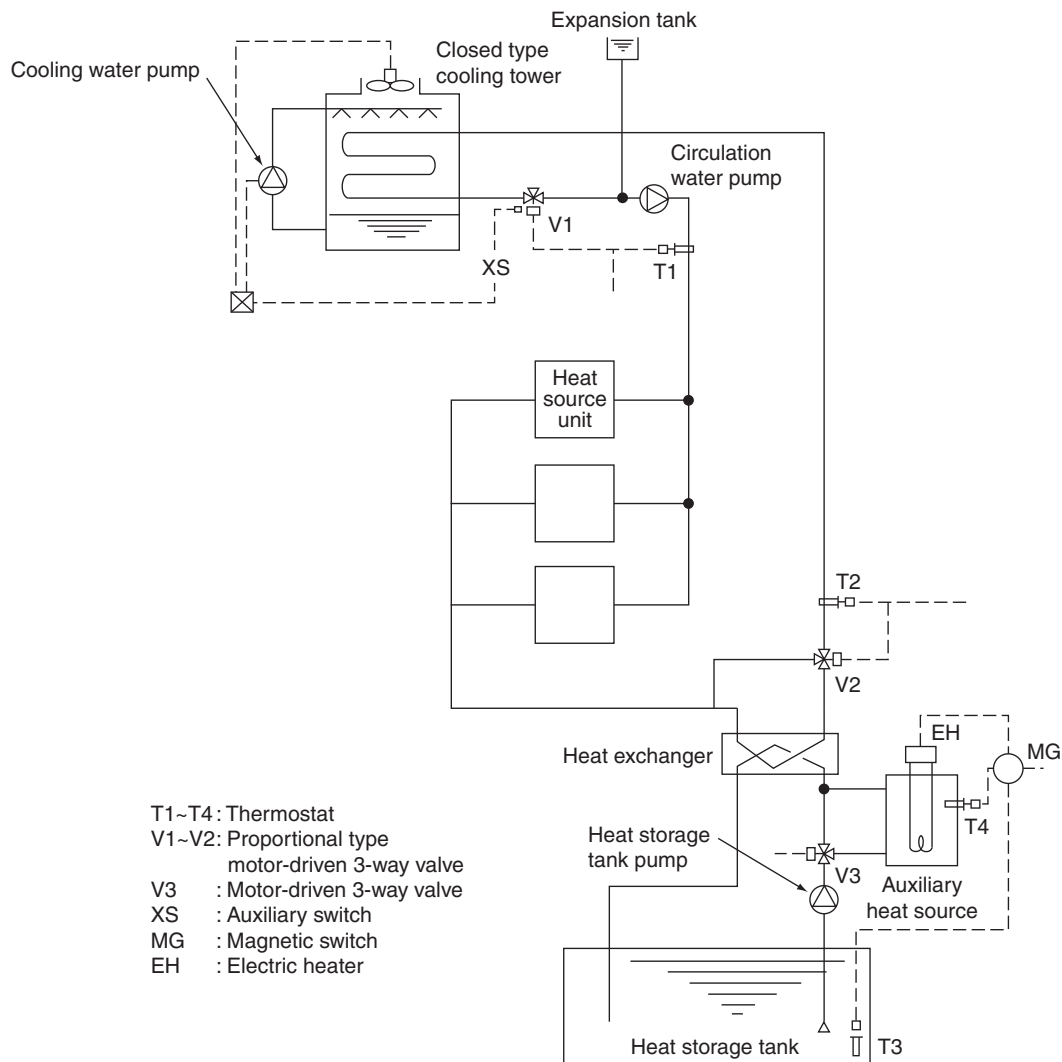 Expansion tank
Closed type
cooling tower
Cooling water pump
Circulation
water pump
V1
T1
XS
Heat
source
unit
T2
V2
EH
MG
Heat exchanger
T4
T1~T4 : Thermostat
V1~V2: Proportional type
motor-driven 3-way valve
V3 : Motor-driven 3-way valve
XS : Auxiliary switch
MG : Magnetic switch
EH : Electric heater
Heat storage
tank pump
V3
Auxiliary
heat source
Heat storage tank
T3